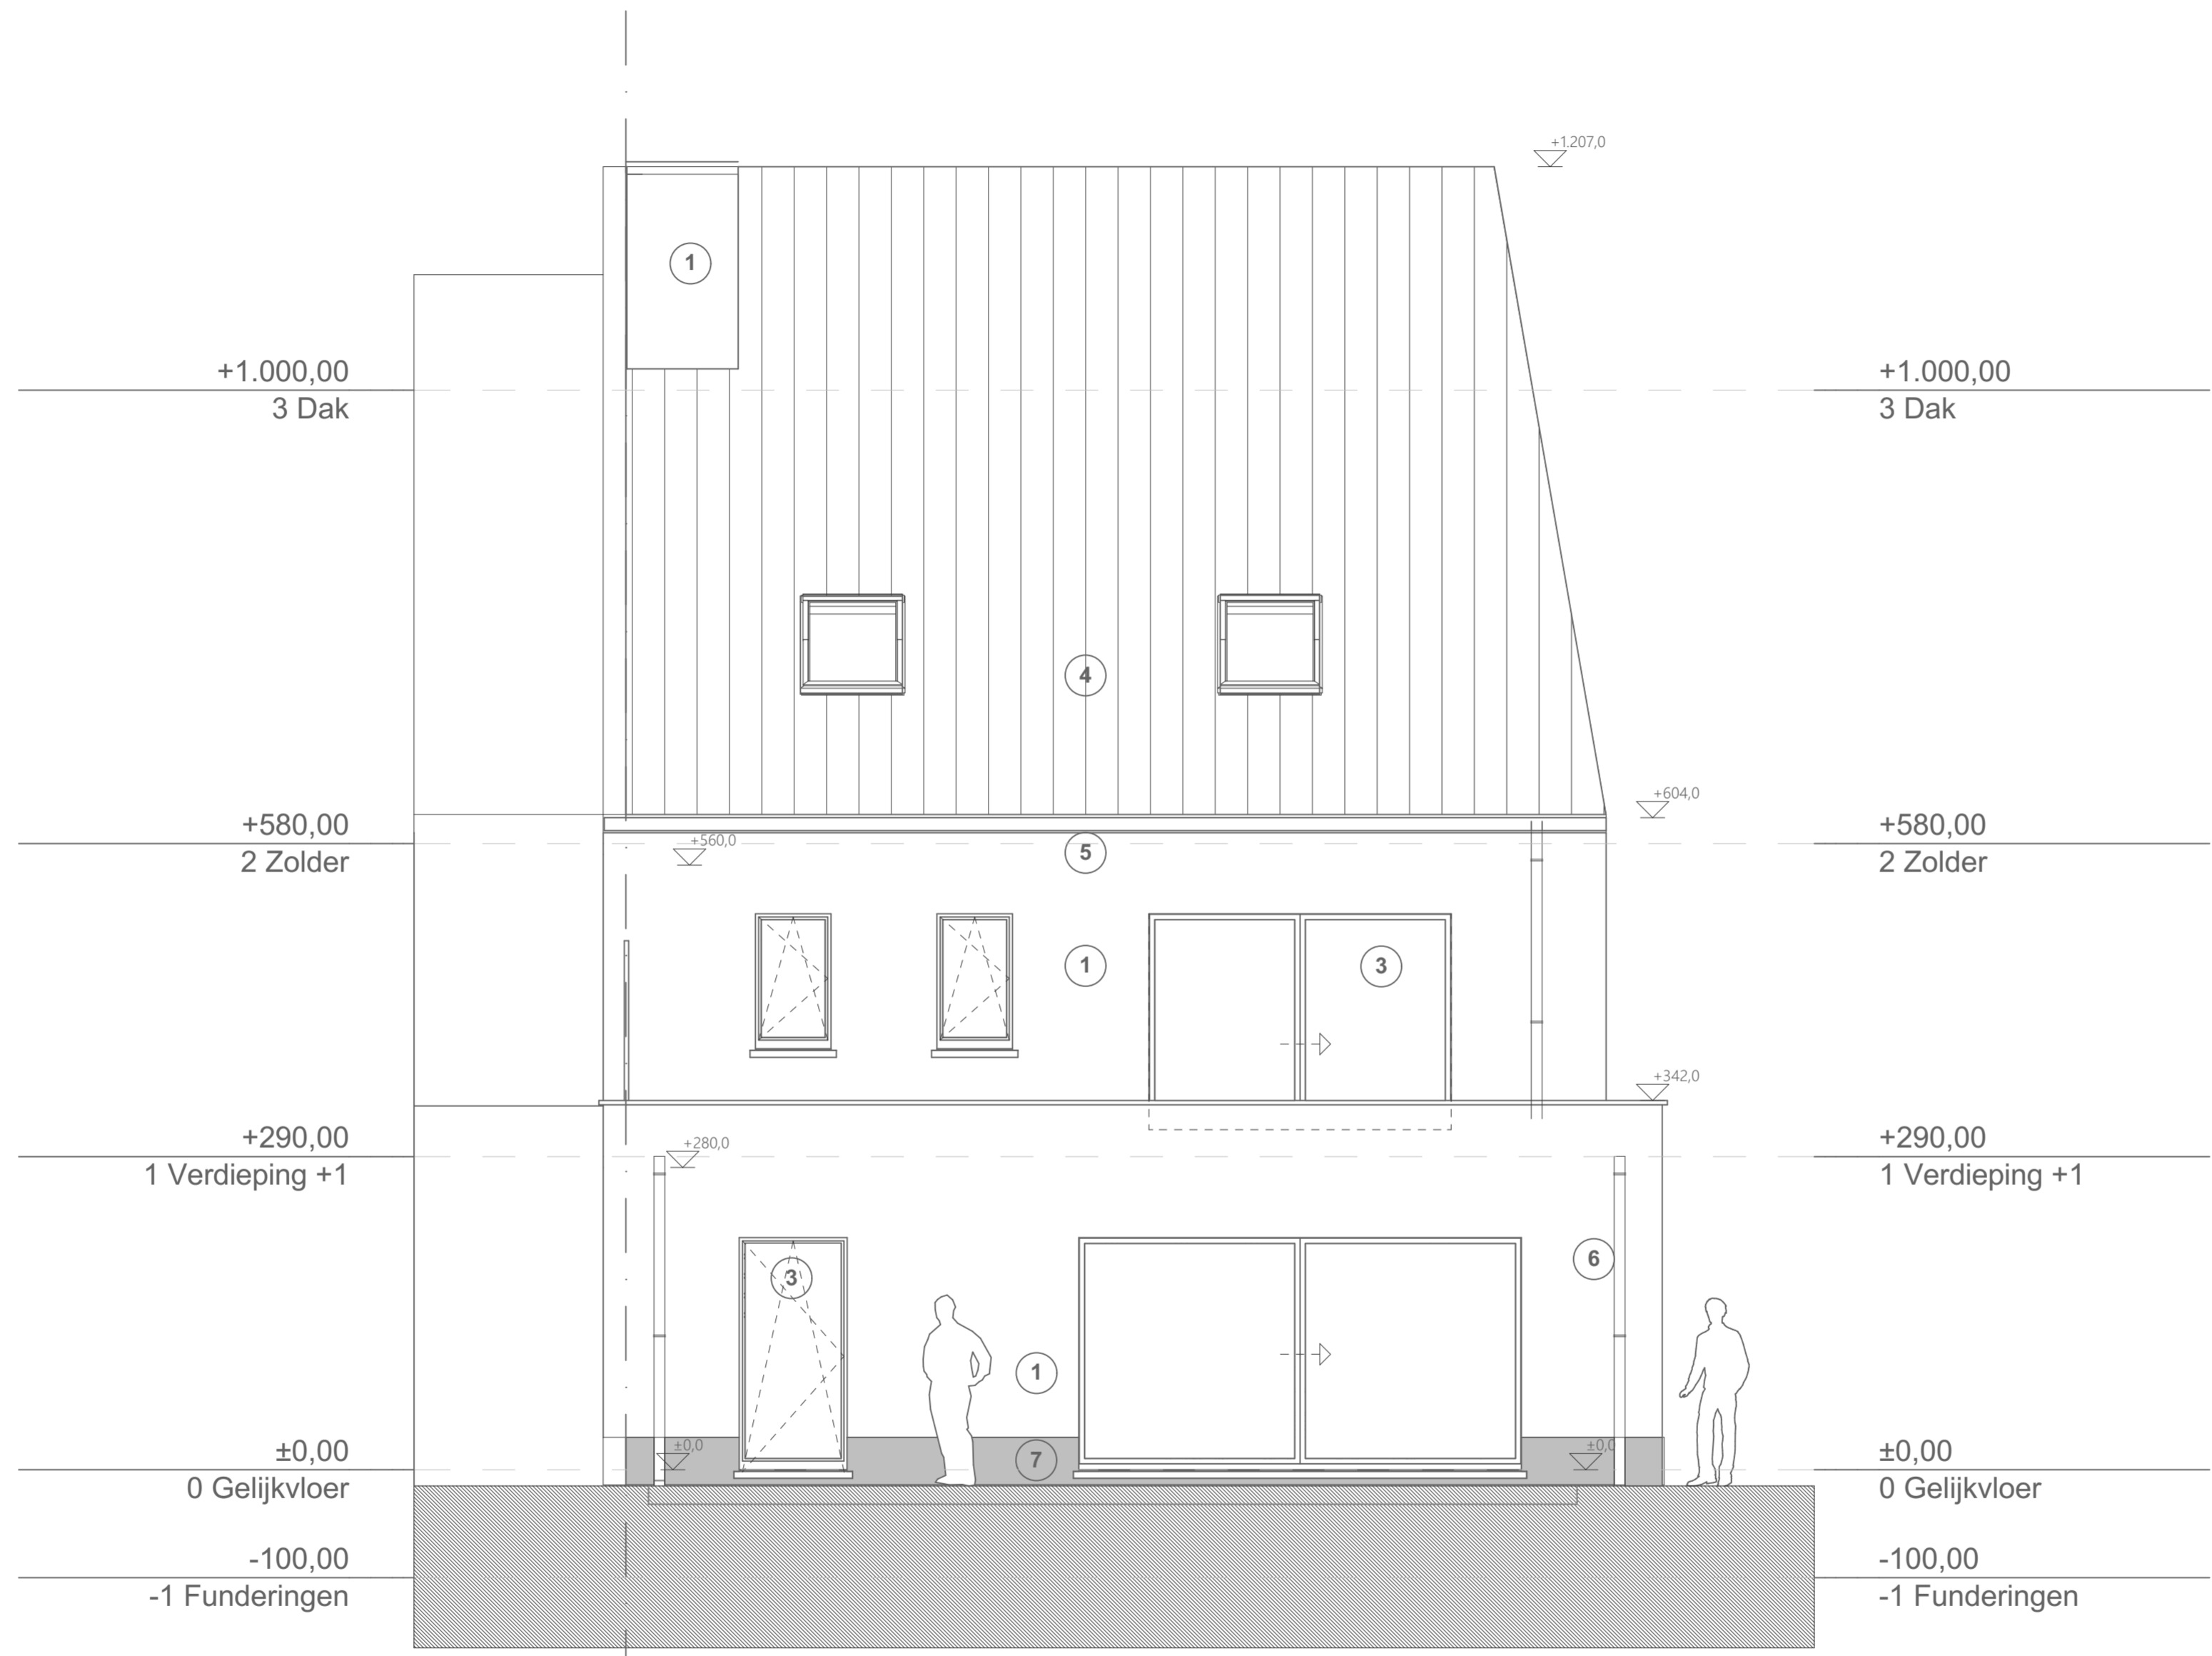 +1.207,0
1
+1.000,00
3 Dak
+1.000,00
3 Dak
4
+604,0
+580,00
2 Zolder
+560,0
5
+580,00
2 Zolder
1
3
+342,0
+290,00
1 Verdieping +1
+280,0
+290,00
1 Verdieping +1
3
6
1
±0,00
0 Gelijkvloer
±0,0
7
±0,0
±0,00
0 Gelijkvloer
-100,00
-1 Funderingen
-100,00
-1 Funderingen